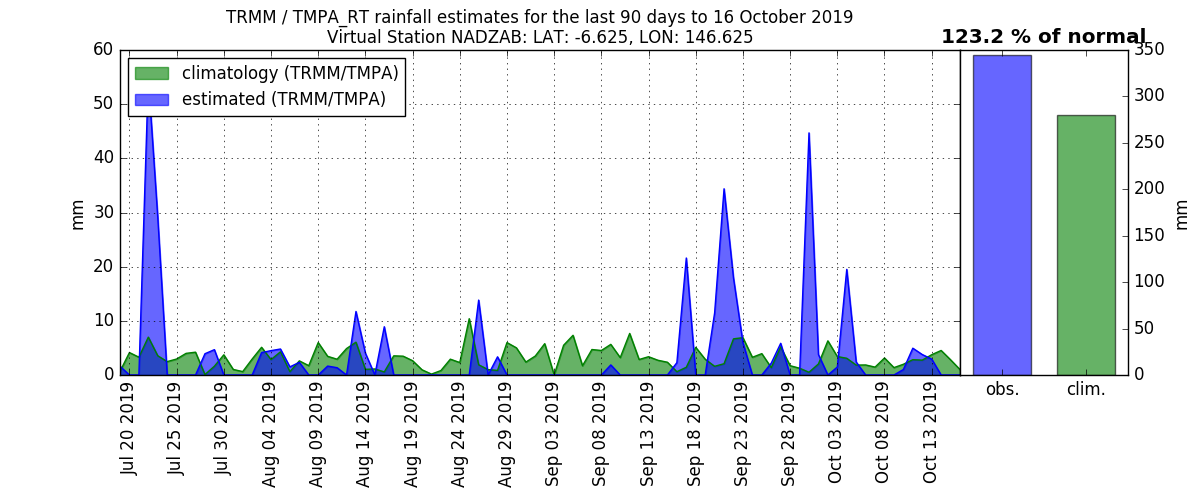 TRMM / TMPA_RT rainfall estimates for the last 90 days to 16 October 2019
Virtual Station NADZAB: LAT: -6.625, LON: 146.625
123.2 % of normal
climatology (TRMM/TMPA)
estimated (TRMM/TMPA)
60
50
40
30
20
10
0
mm
350
300
250
200
150
100
50
0
mm
Jul 20 2019
Jul 25 2019
Jul 30 2019
Aug 04 2019
Aug 09 2019
Aug 14 2019
Aug 19 2019
Aug 24 2019
Aug 29 2019
Sep 03 2019
Sep 08 2019
Sep 13 2019
Sep 18 2019
Sep 23 2019
Sep 28 2019
Oct 03 2019
Oct 08 2019
Oct 13 2019
obs.
clim.